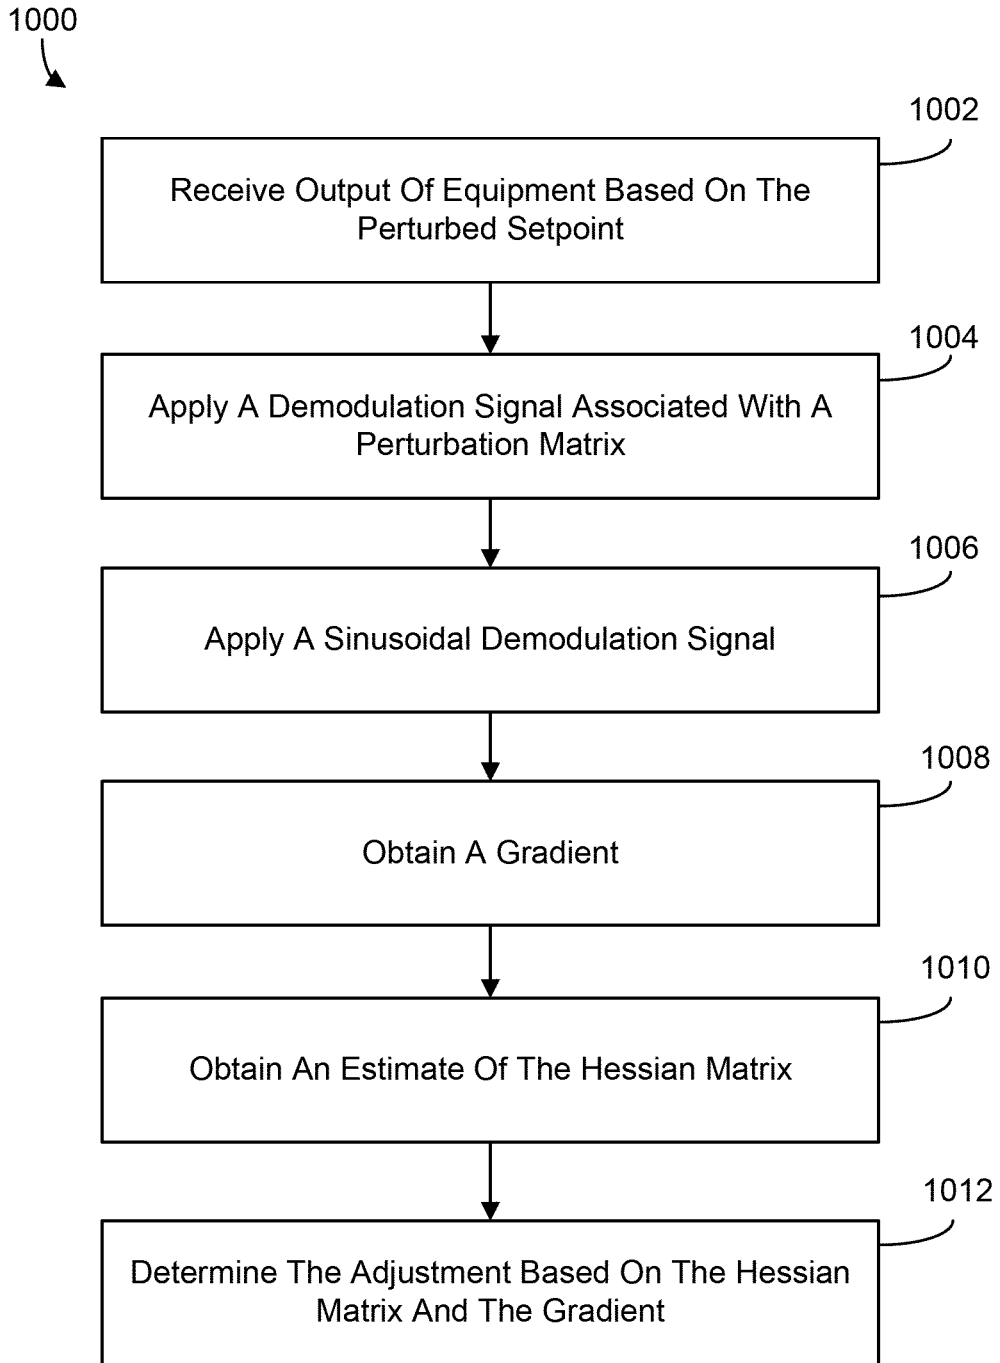 1000
1002
Receive Output Of Equipment Based On The
Perturbed Setpoint
1004
Apply A Demodulation Signal Associated With A
Perturbation Matrix
1006
Apply A Sinusoidal Demodulation Signal
1008
Obtain A Gradient
1010
Obtain An Estimate Of The Hessian Matrix
1012
Determine The Adjustment Based On The Hessian
Matrix And The Gradient